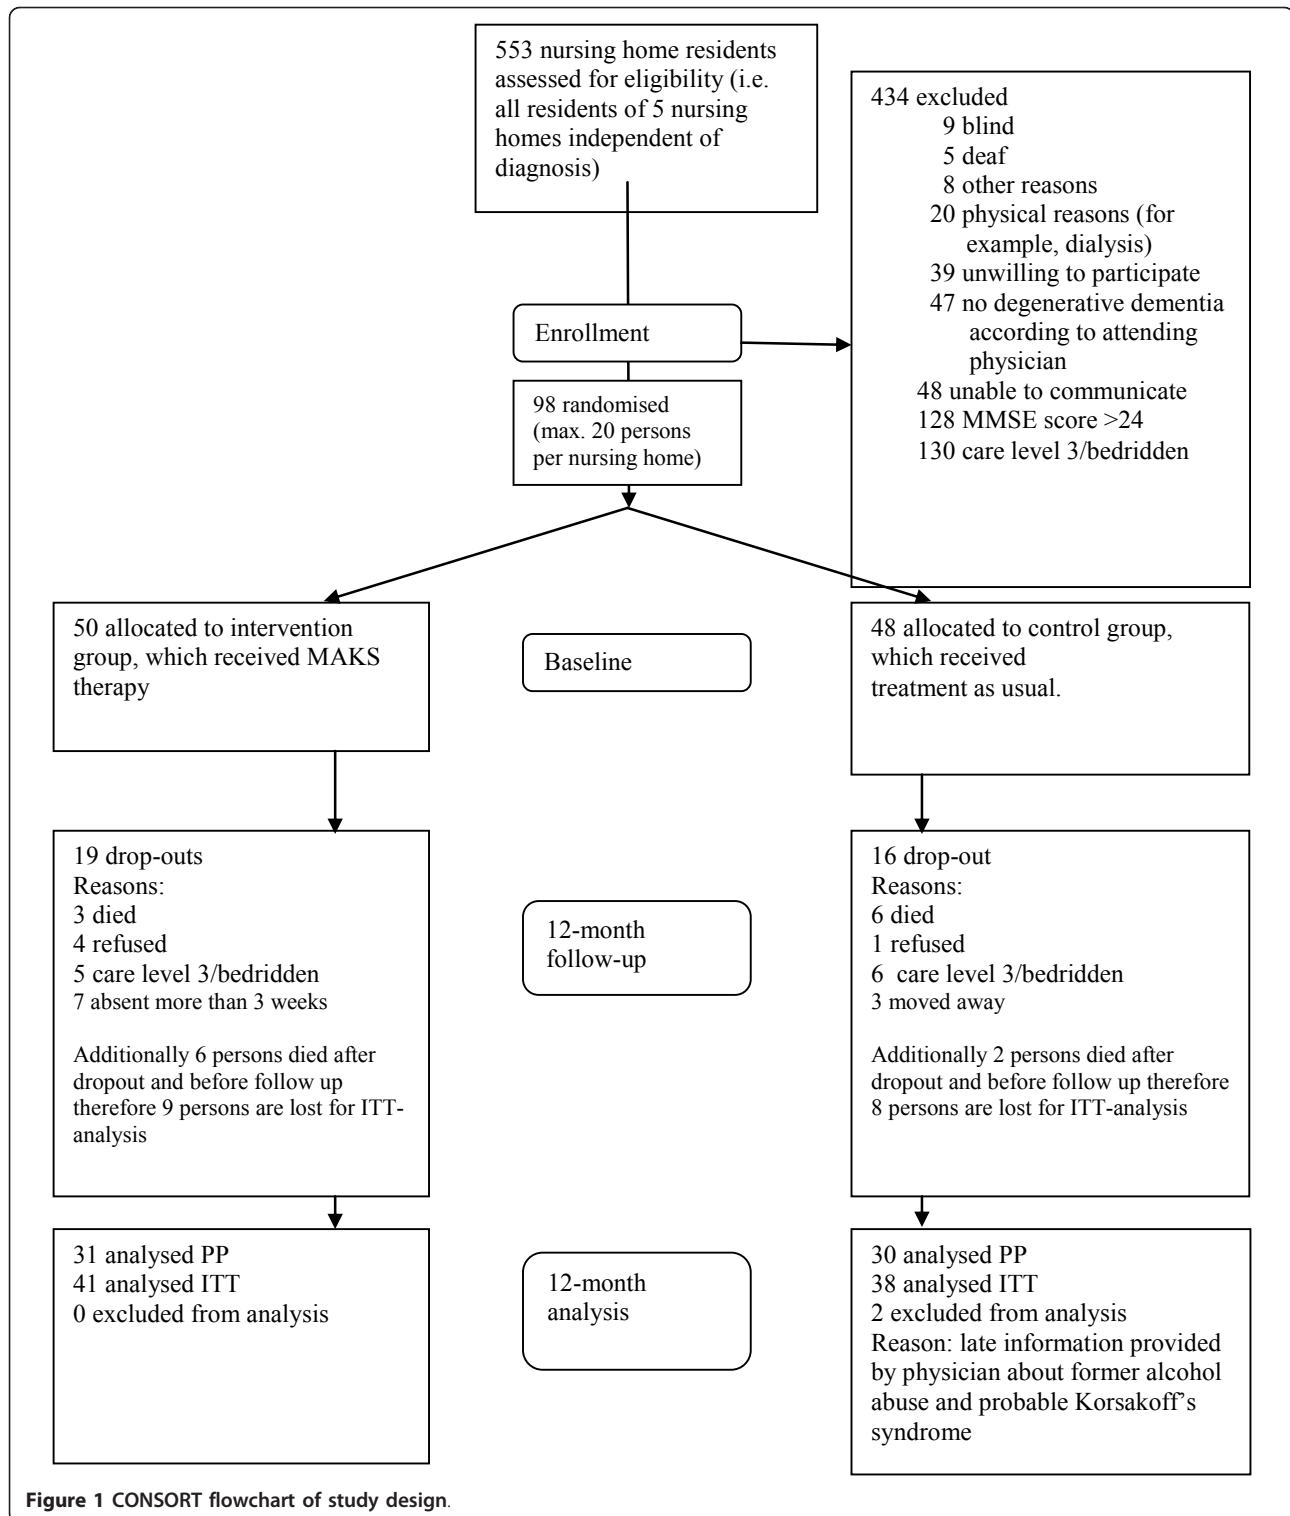 553 nursing home residents
assessed for eligibility (i.e.
all residents of 5 nursing
homes independent of
diagnosis)
434 excluded
9 blind
5 deaf
8 other reasons
20 physical reasons (for
example, dialysis)
39 unwilling to participate
47 no degenerative dementia
according to attending
physician
48 unable to communicate
128 MMSE score >24
130 care level 3/bedridden
Enrollment
98 randomised
(max. 20 persons
per nursing home)
50 allocated to intervention
group, which received MAKS
therapy
Baseline
48 allocated to control group,
which received
treatment as usual.
19 drop-outs
Reasons:
3 died
4 refused
5 care level 3/bedridden
7 absent more than 3 weeks
Additionally 6 persons died after
dropout and before follow up
therefore 9 persons are lost for ITT-
analysis
12-month
follow-up
16 drop-out
Reasons:
6 died
1 refused
6 care level 3/bedridden
3 moved away
Additionally 2 persons died after
dropout and before follow up therefore
8 persons are lost for ITT-analysis
31 analysed PP
41 analysed ITT
0 excluded from analysis
12-month
analysis
30 analysed PP
38 analysed ITT
2 excluded from analysis
Reason: late information provided
by physician about former alcohol
abuse and probable Korsakoff's
syndrome
Figure 1 CONSORT flowchart of study design.